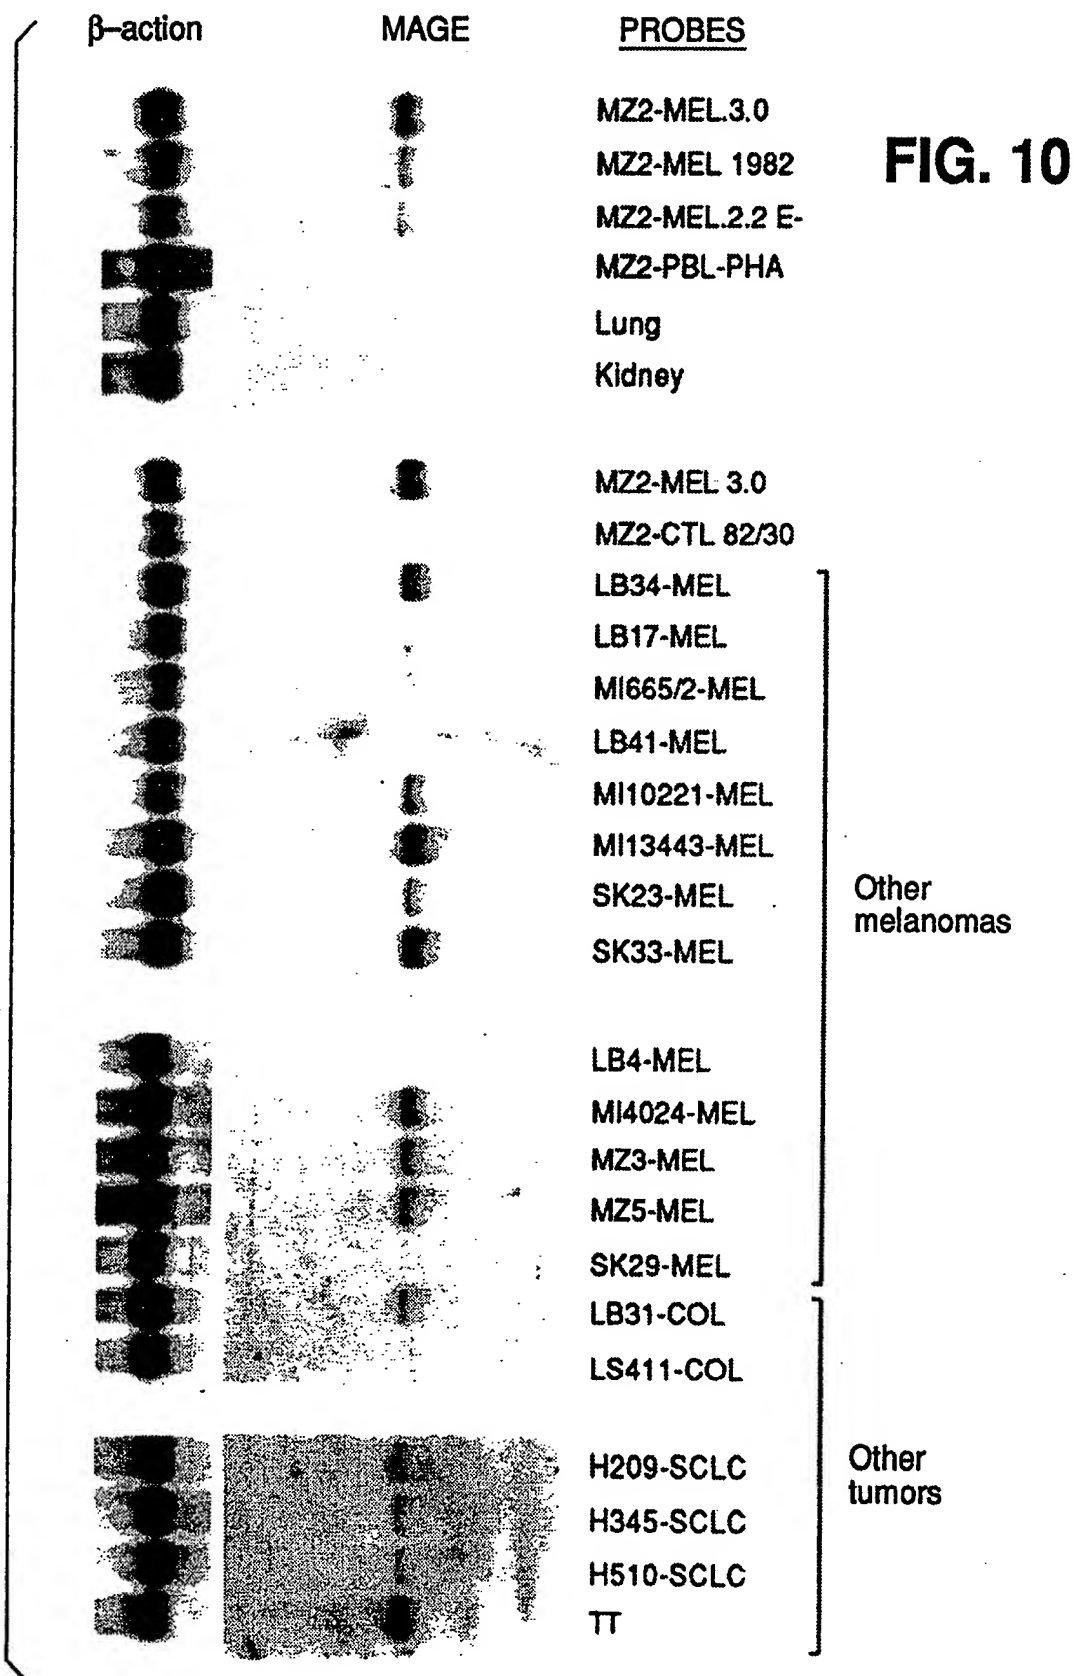 β–action MAGE PROBES
MZ2-MEL.3.0
FIG. 10
MZ2-MEL 1982
MZ2-MEL.2.2 E-
MZ2-PBL-PHA
Lung
Kidney
MZ2-MEL 3.0
MZ2-CTL 82/30
LB34-MEL
LB17-MEL
MI665/2-MEL
LB41-MEL
MI10221-MEL
MI13443-MEL
SK23-MEL
SK33-MEL
Other
melanomas
LB4-MEL
MI4024-MEL
MZ3-MEL
MZ5-MEL
SK29-MEL
LB31-COL
LS411-COL
H209-SCLC
H345-SCLC
H510-SCLC
TT
Other
tumors